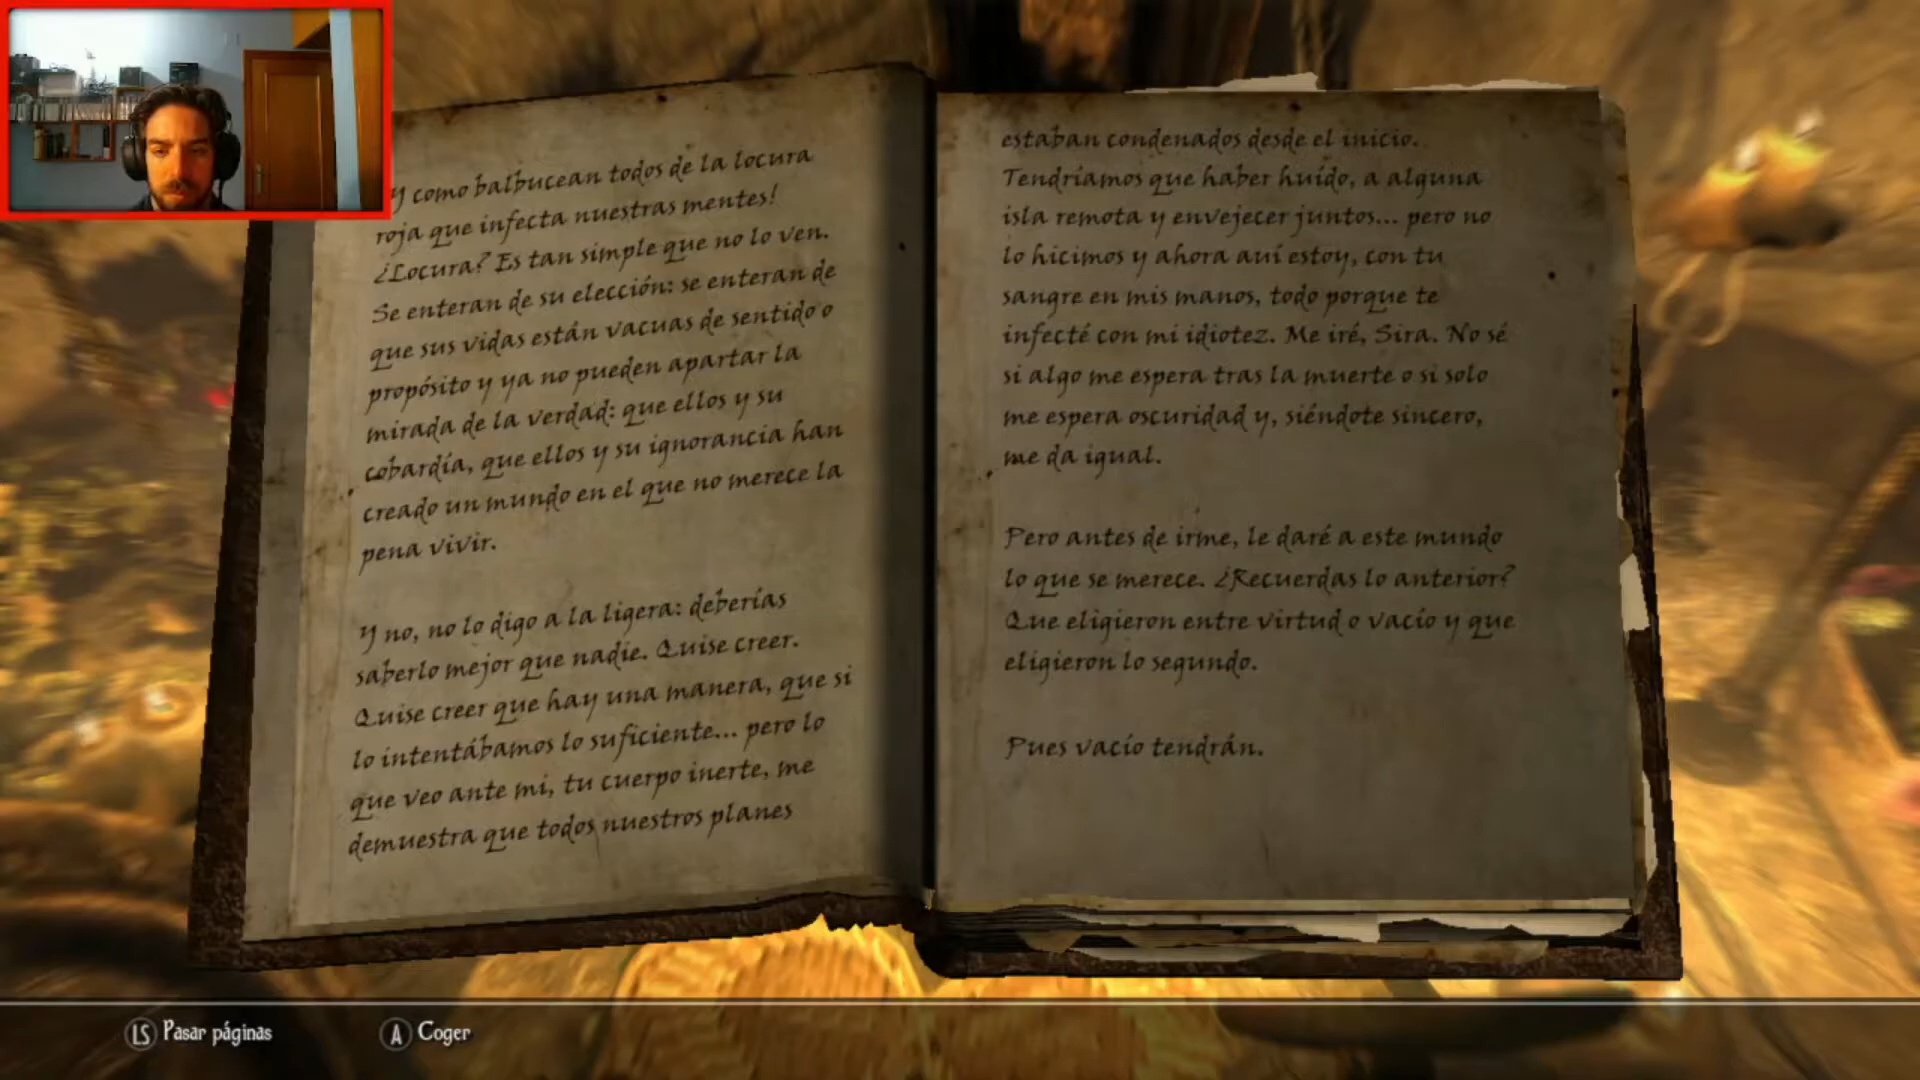 y como balbucean todos de la locura
roja que infecta nuestras mentes!
¿Locura? Es tan simple que no lo ven.
Se enteran de su elección: se enteran de
que sus vidas están vacuas de sentido o
propósito y ya no pueden apartar la
mirada de la verdad: que ellos y su
cobardía, que ellos y su ignorancia han
creado un mundo en el que no merece la
pena vivir.
Y no, no lo digo a la ligera: deberías
saberlo mejor que nadie. Quise creer.
Quise creer que hay una manera, que si
lo intentábamos lo suficiente... pero lo
que veo ante mi, tu cuerpo inerte, me
demuestra que todos nuestros planes
estaban condenados desde el inicio.
Tendríamos que haber huído, a alguna
isla remota y envejecer juntos... pero no
lo hicimos y ahora auí estoy, con tu
sangre en mis manos, todo porque te
infecté con mi idiotez. Me iré, Sira. No sé
si algo me espera tras la muerte o si solo
me espera oscuridad y, siéndote sincero,
me da igual.
Pero antes de irme, le daré a este mundo
lo que se merece. ¿Recuerdas lo anterior?
Que eligieron entre virtud o vacío y que
eligieron lo segundo.
Pues vacío tendrán.
LS Pasar páginas
A Coger